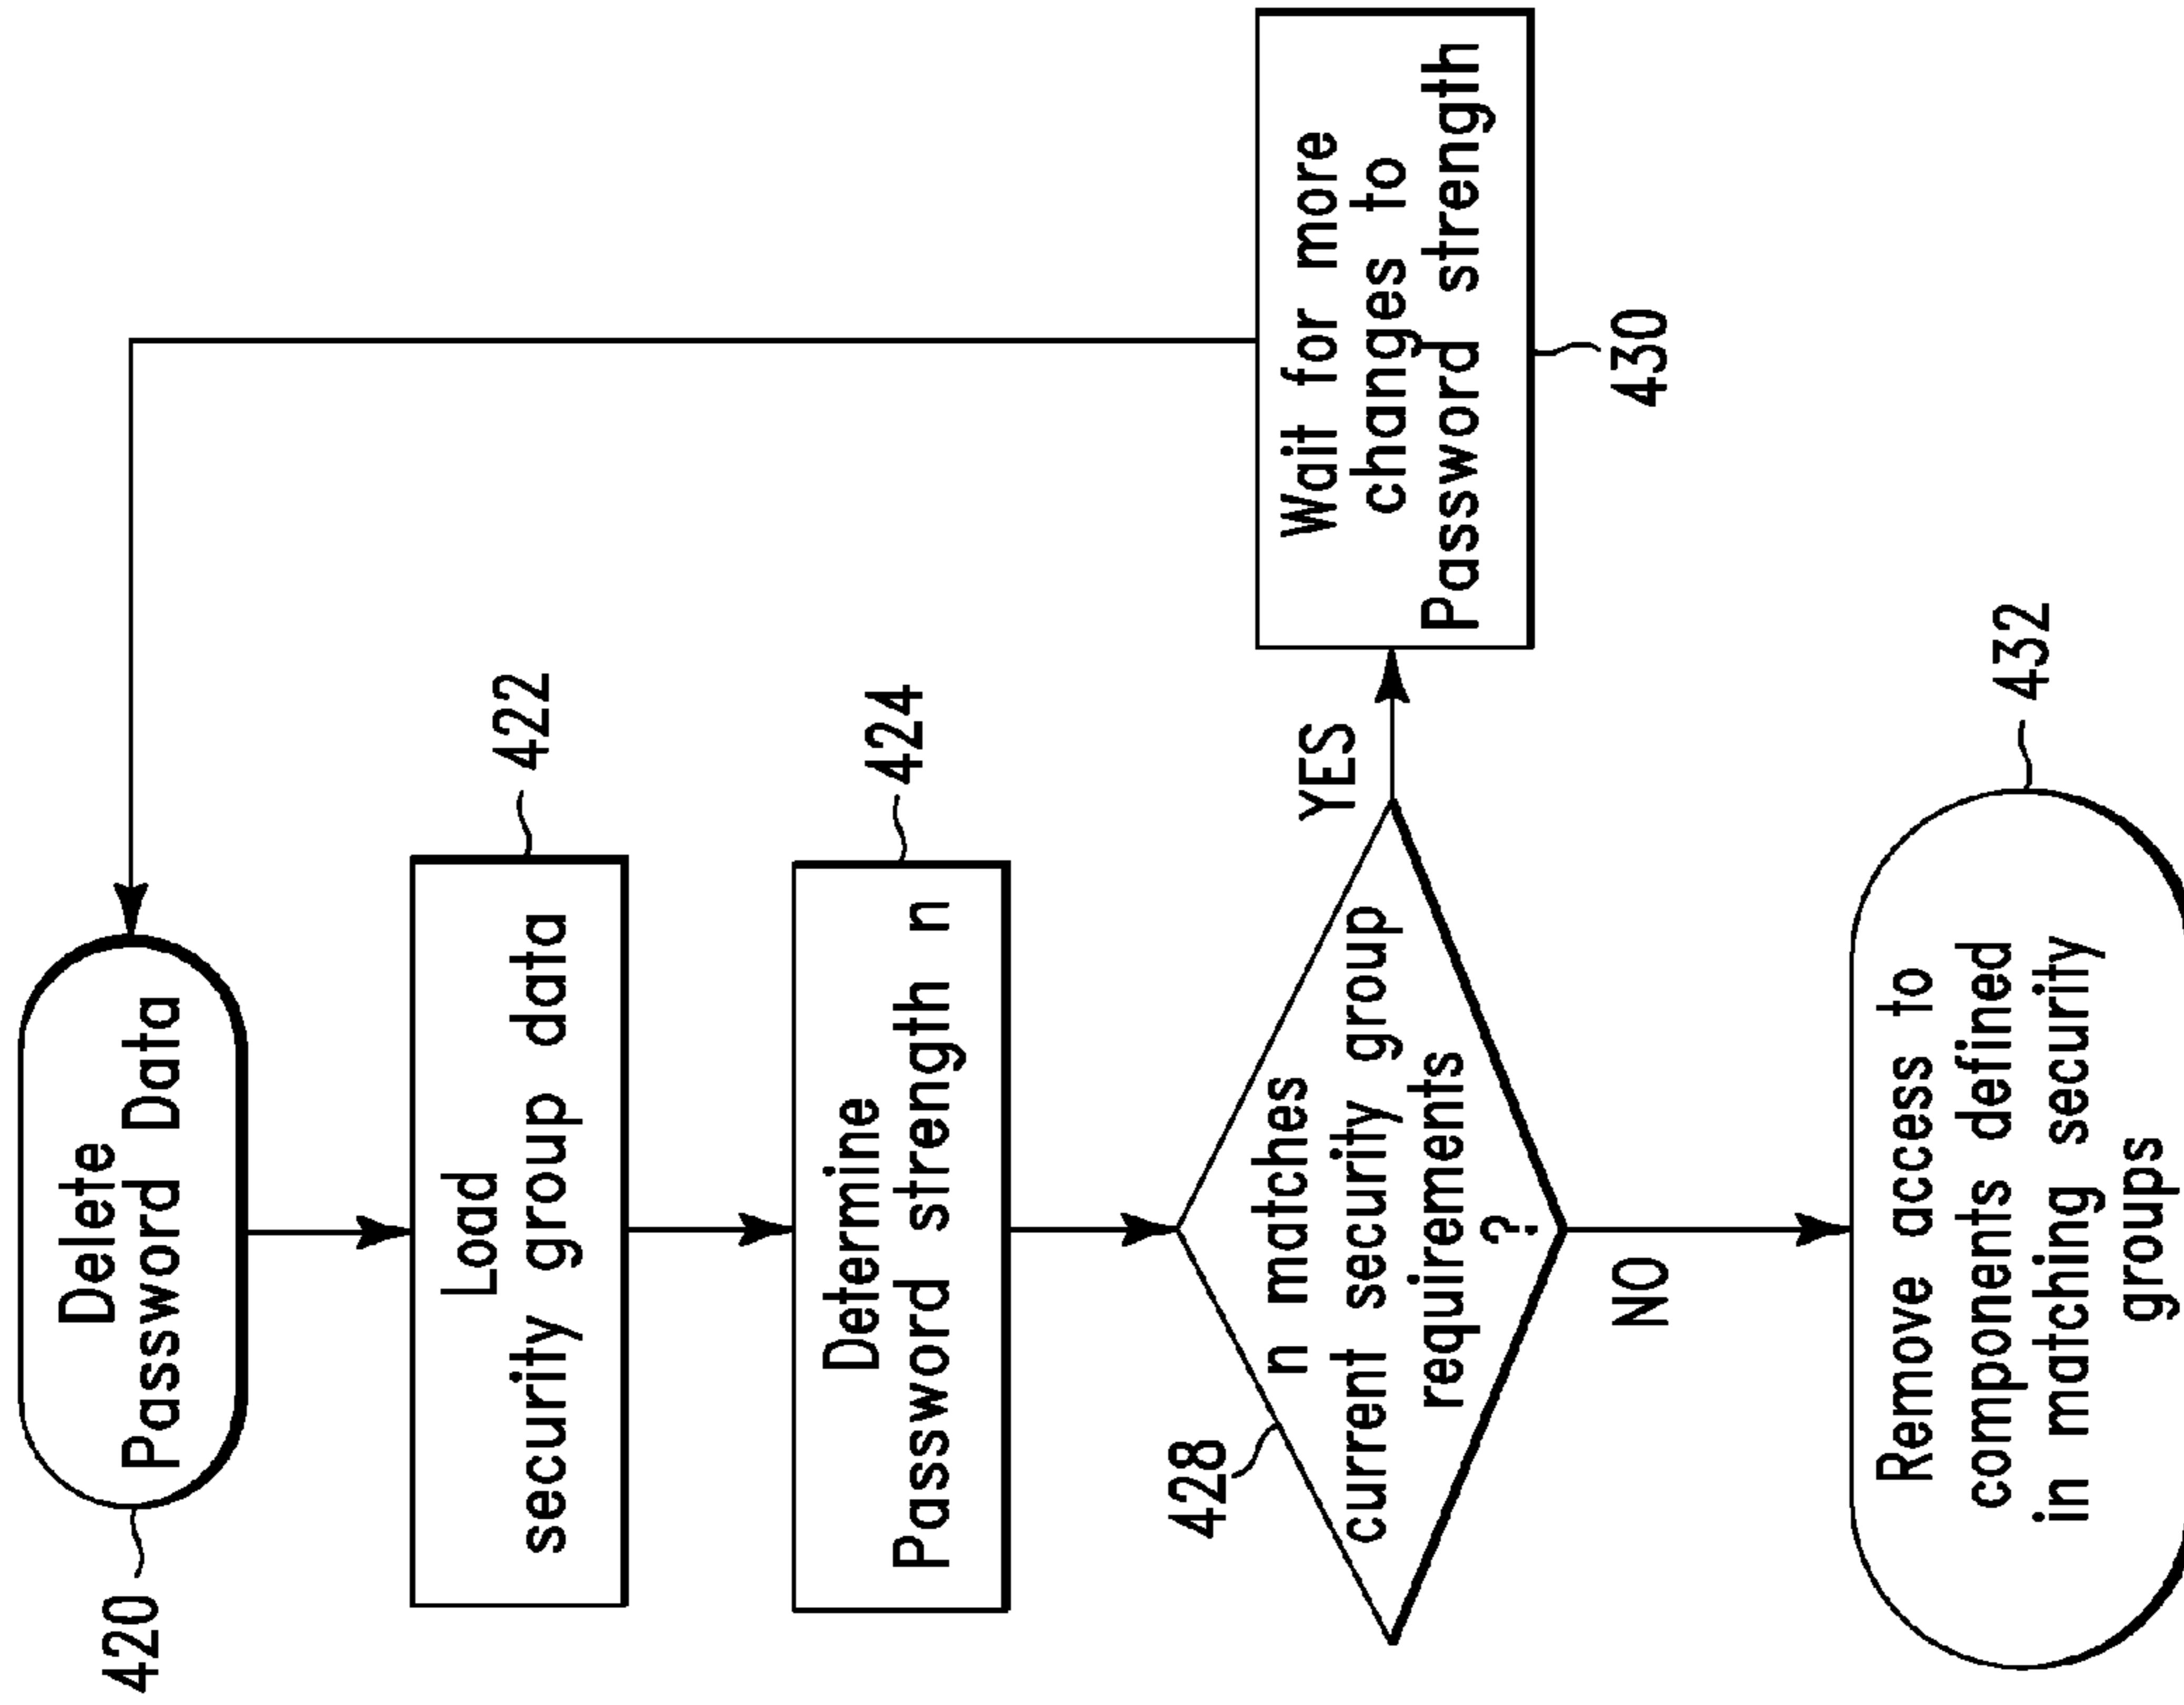 420
Delete
Password Data
Load
security group data
422
Determine
Password strength n
424
428
n matches
current security group
requirements
?
YES
Wait for more
changes to
Password strength
430
NO
Remove access to
components defined
in matching security
groups
432